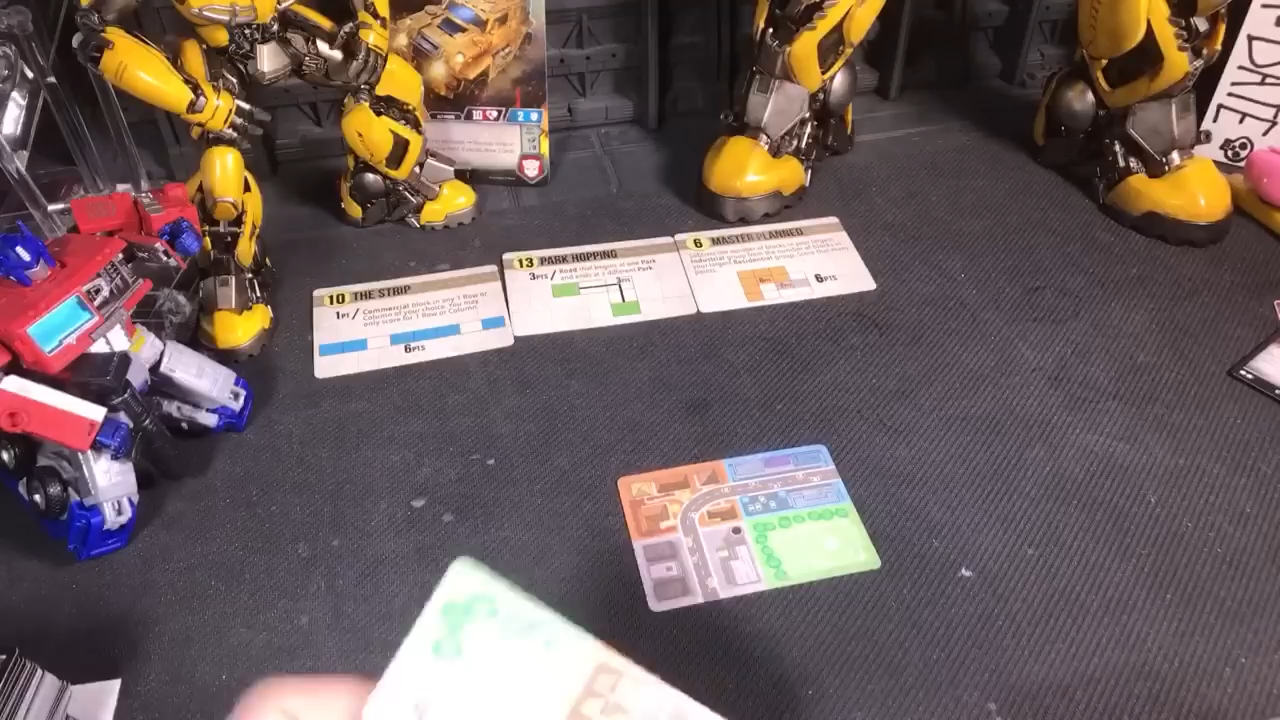 10 THE STRIP
1PT / Commercial block in any 1 Row or
Column of your choice. You may
only score for 1 Row or Column.
6PTS
13 PARK HOPPING
3PTS / Road that begins at one Park
and ends at a different Park.
3PTS
6 MASTER PLANNED
Subtract the number of blocks in your largest
Industrial group from the number of blocks in
your largest Residential group. Score that many
points.
6PTS
10
2
DATE